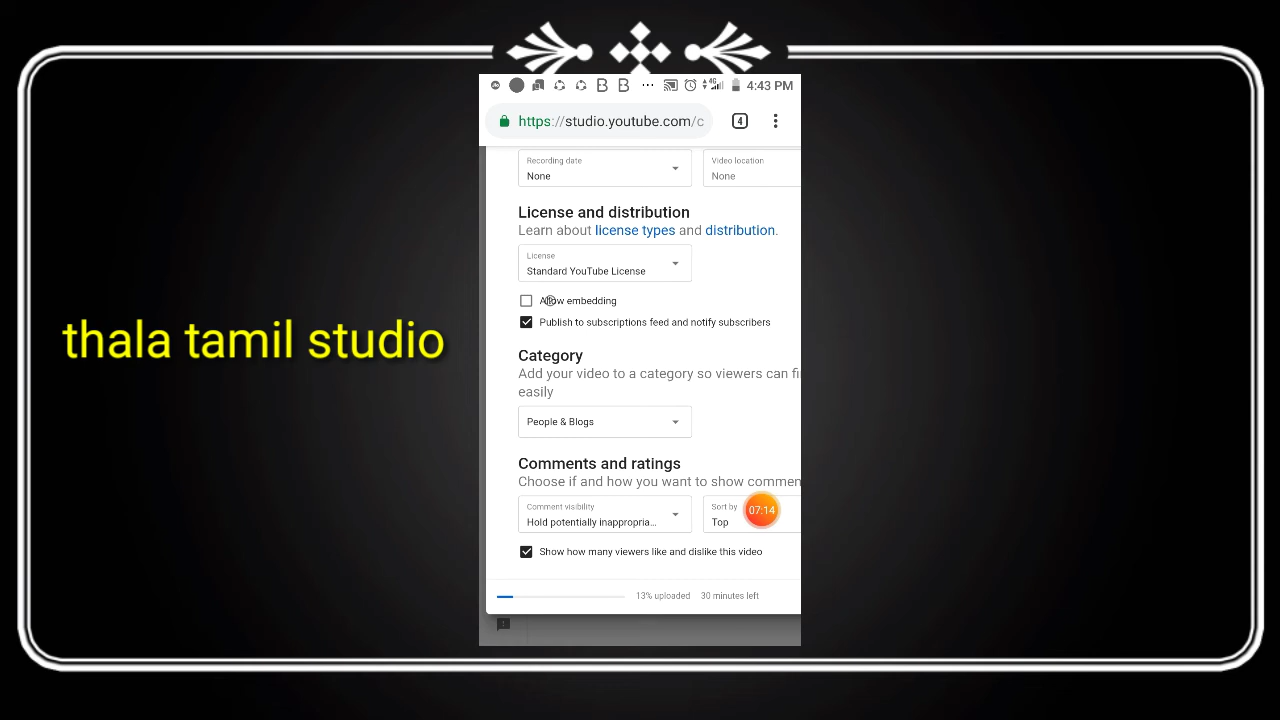 4G 4:43 PM
https://studio.youtube.com/c 4
Recording date Video location
None None
License and distribution
Learn about license types and distribution.
License
Standard YouTube License
Allow embedding
Publish to subscriptions feed and notify subscribers
thala tamil studio
Category
Add your video to a category so viewers can fi
easily
People & Blogs
Comments and ratings
Choose if and how you want to show commen
Comment visibility Sort by
Hold potentially inappropria... Top
07:14
Show how many viewers like and dislike this video
13% uploaded 30 minutes left